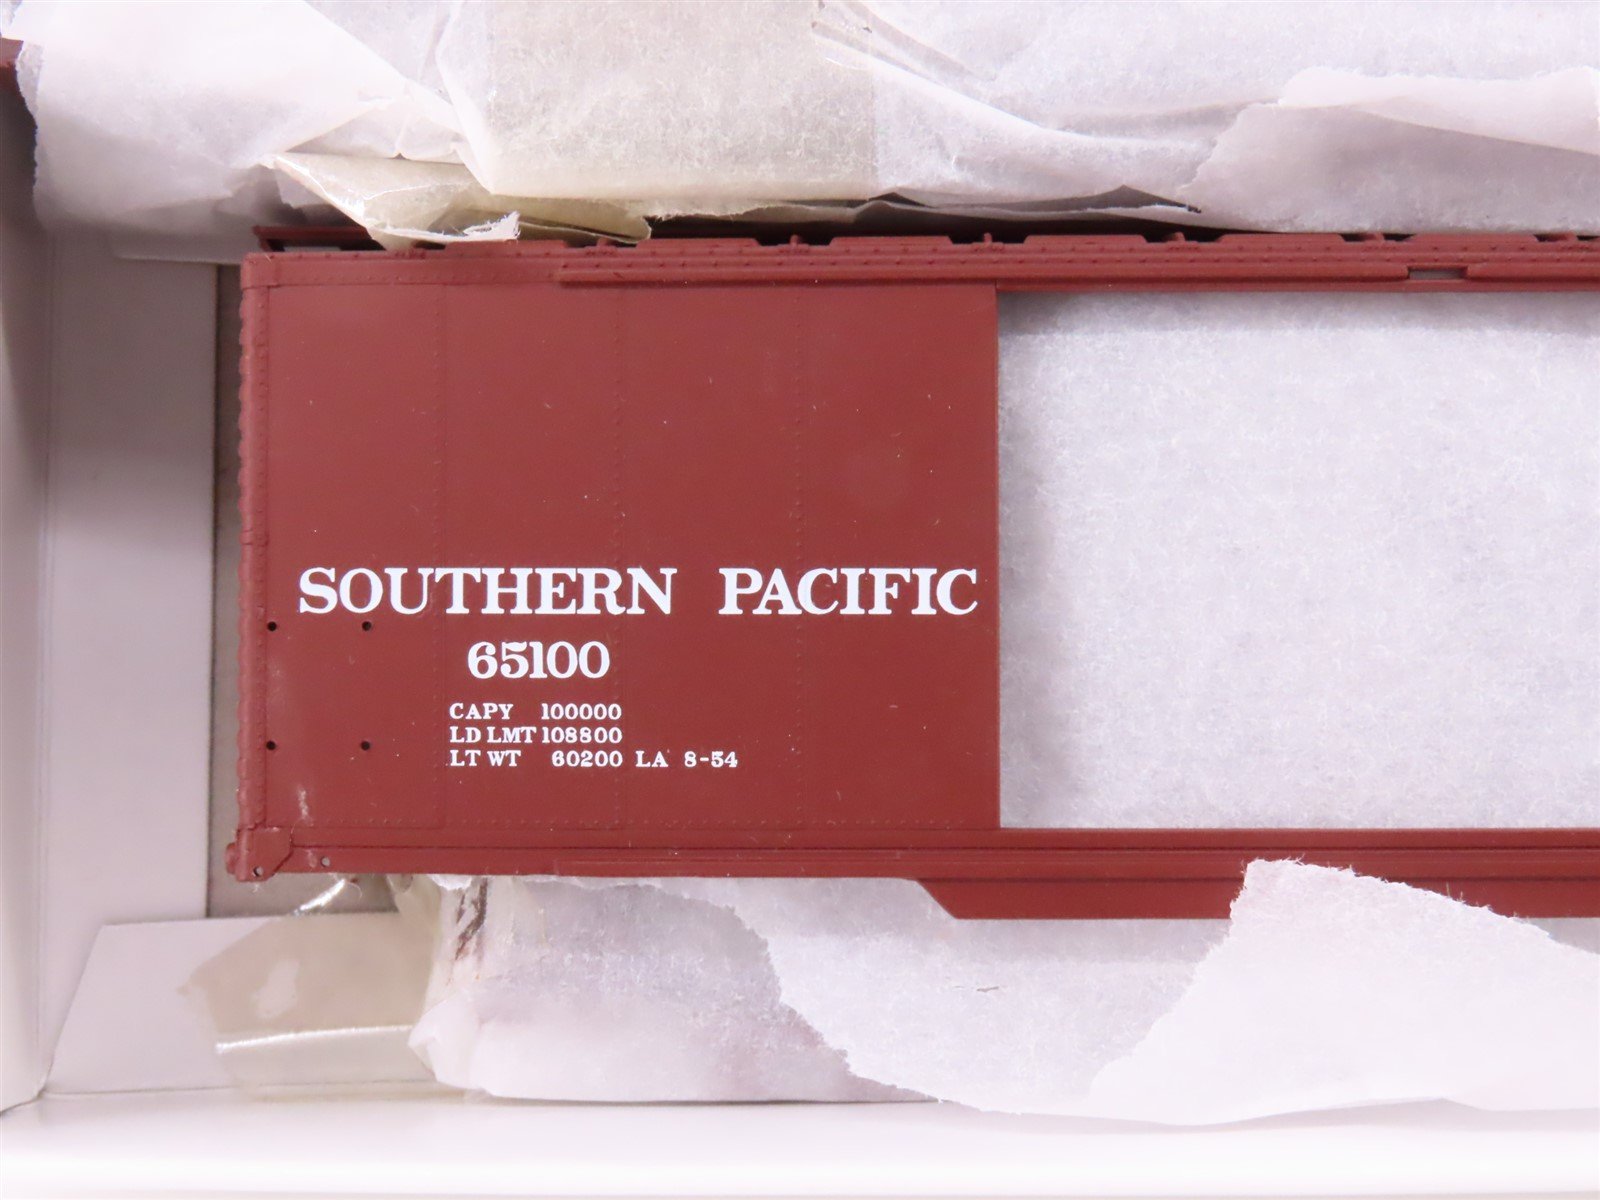 SOUTHERN PACIFIC
65100
CAPY 100000
LD LMT 108800
LT WT 60200 LA 8-54